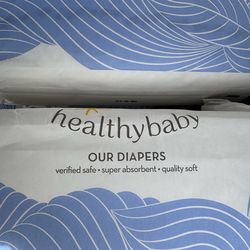 healthybaby
OUR DIAPERS
verified safe • super absorbent • quality soft